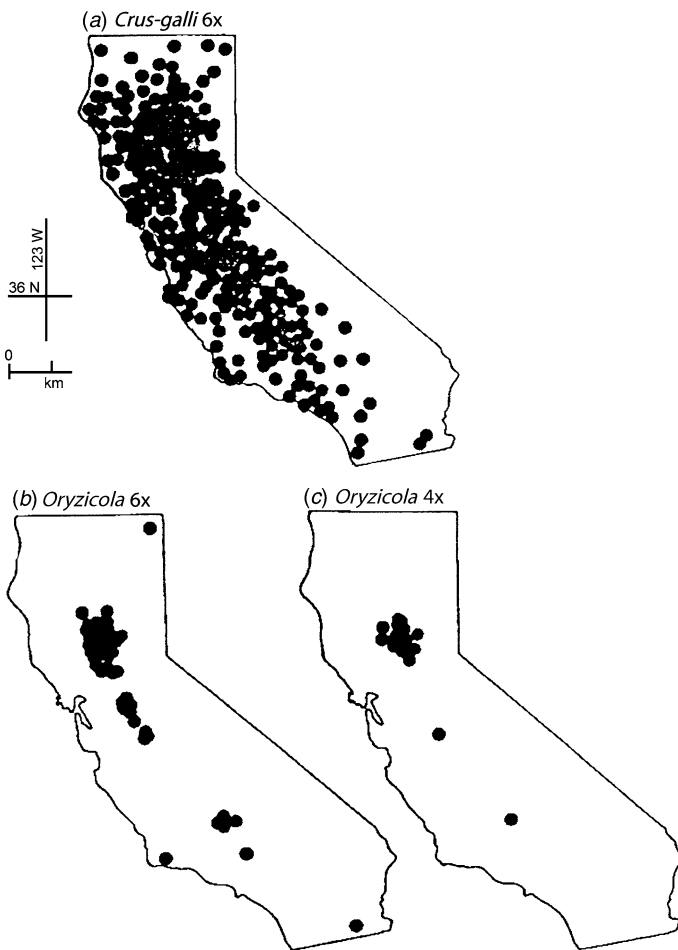 (a) Crus-galli 6x
123 W
36 N
0
km
(b) Oryzicola 6x
(c) Oryzicola 4x